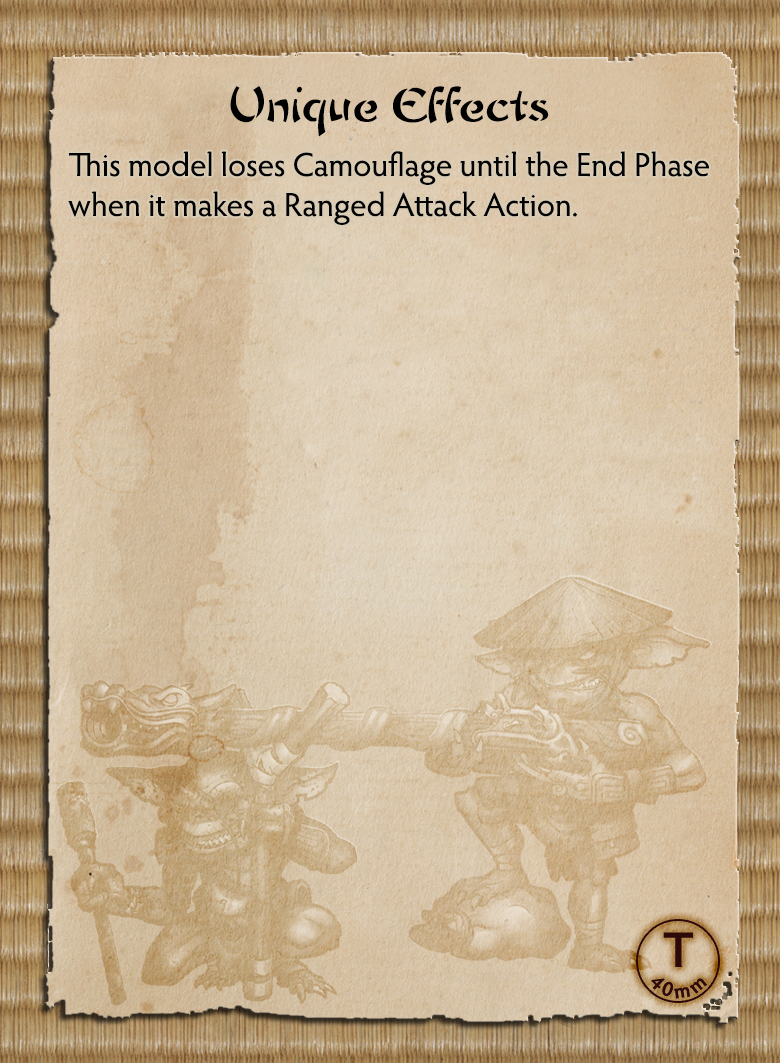 Unique Effects
This model loses Camouflage until the End Phase
when it makes a Ranged Attack Action.
T
40mm